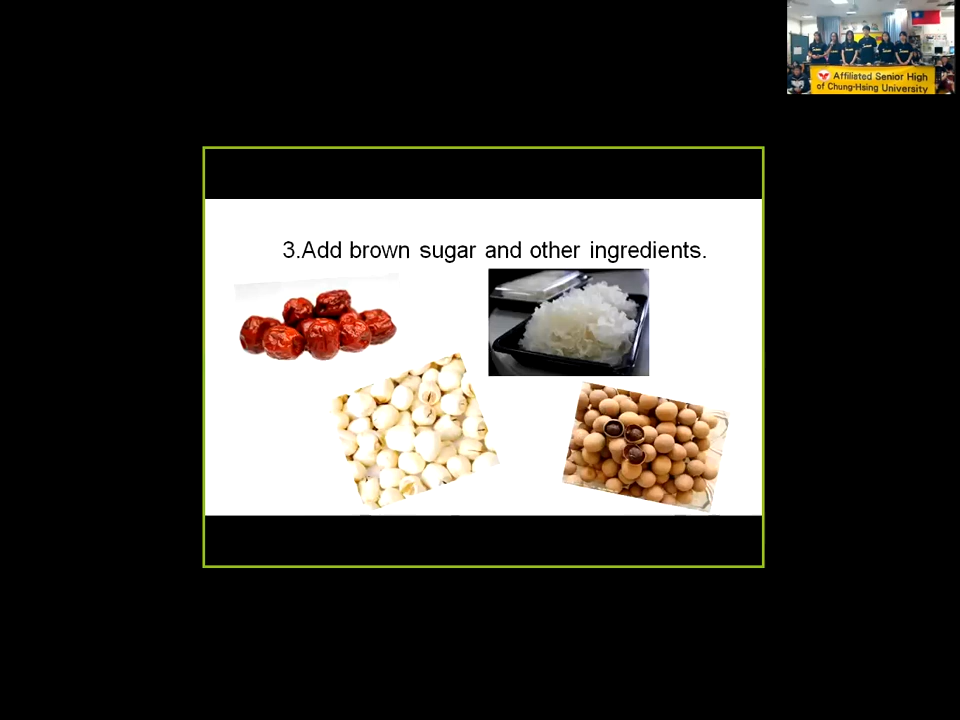 Affiliated Senior High
of Chung-Hsing University
3.Add brown sugar and other ingredients.